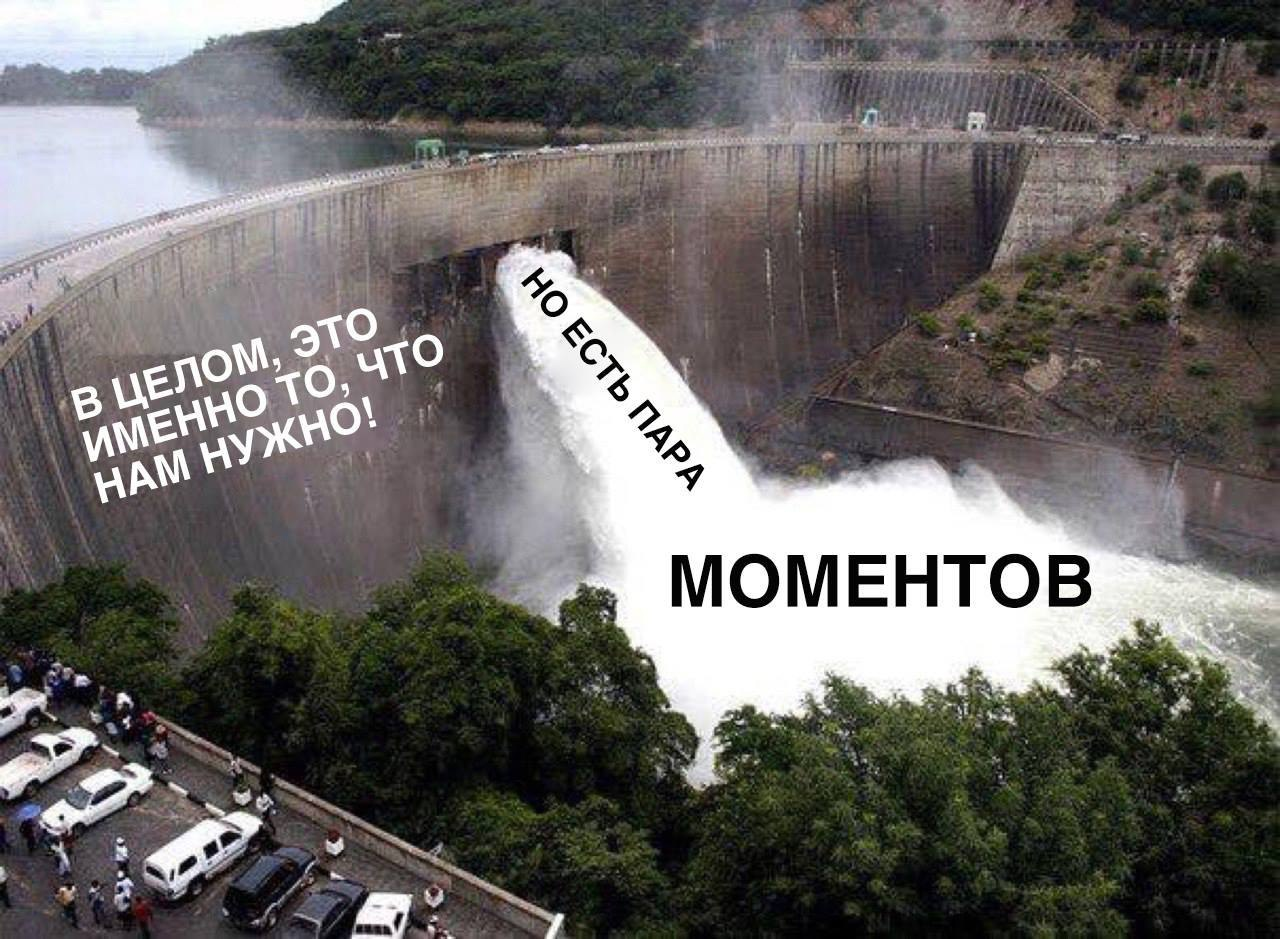 В ЦЕЛОМ, ЭТО
ИМЕННО ТО, ЧТО
НАМ НУЖНО!
НО ЕСТЬ ПАРА
МОМЕНТОВ